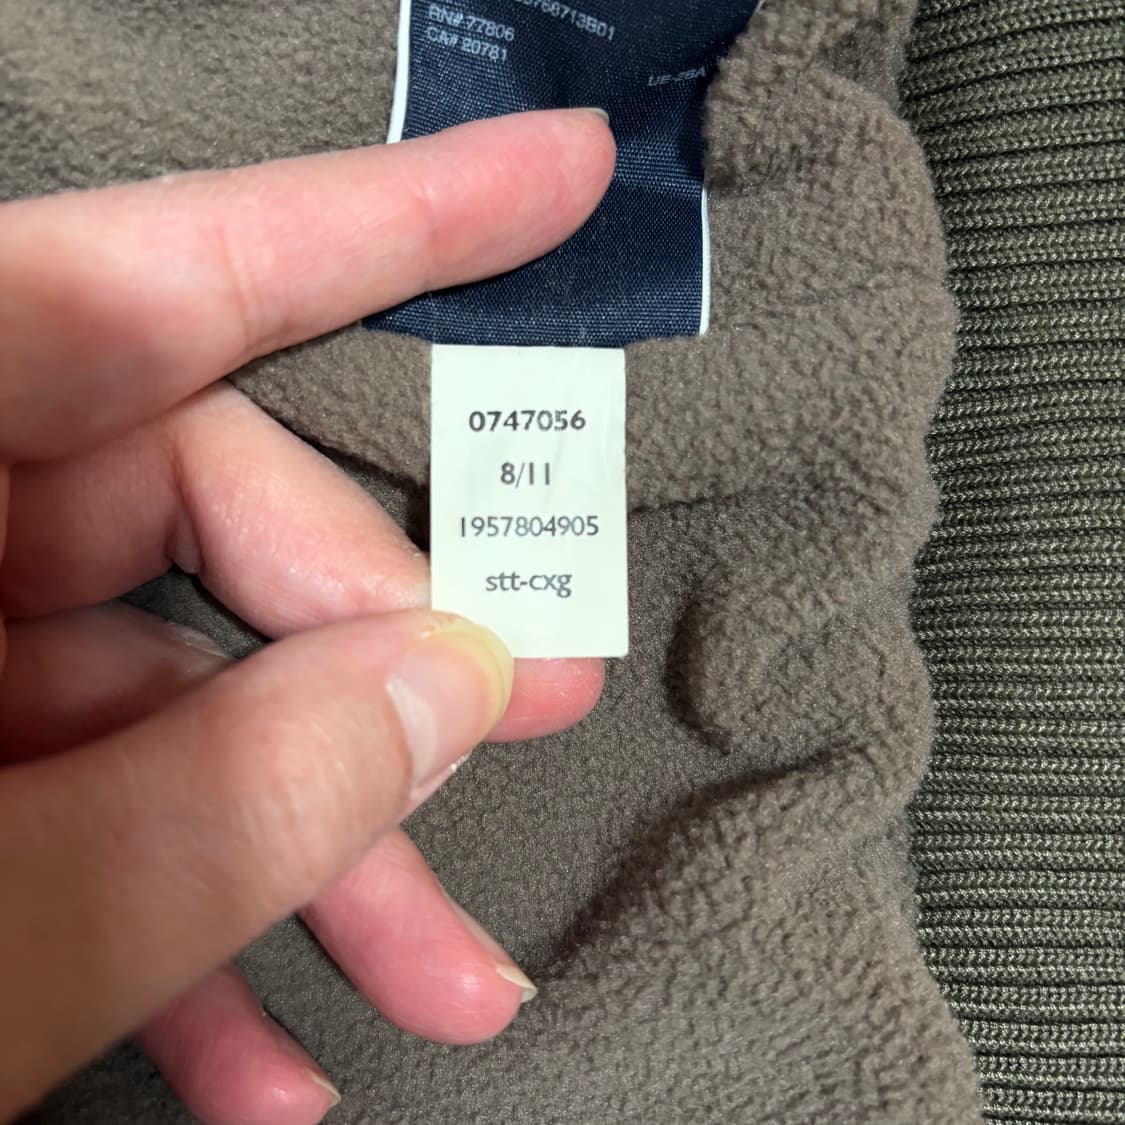 RN# 77806
CA# 20781
0747056
8/11
1957804905
stt-cxg